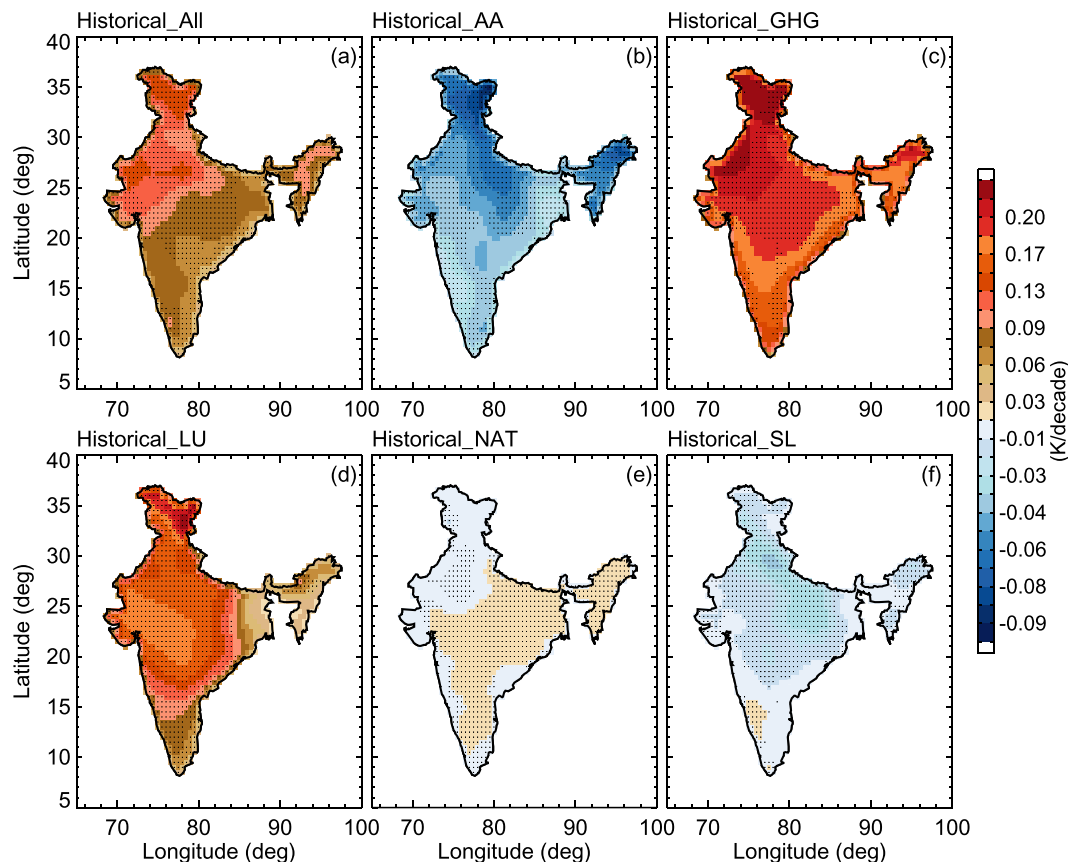 Historical_All
Historical_AA
Historical_GHG
(a)
(b)
(c)
40
35
30
25
20
15
10
5
Latitude (deg)
70 80 90 100
70 80 90 100
70 80 90 100
Historical_LU
Historical_NAT
Historical_SL
(d)
(e)
(f)
40
35
30
25
20
15
10
5
Latitude (deg)
70 80 90 100
70 80 90 100
70 80 90 100
Longitude (deg)
Longitude (deg)
Longitude (deg)
0.20
0.17
0.13
0.09
0.06
0.03
-0.01
-0.03
-0.04
-0.06
-0.08
-0.09
(K/decade)